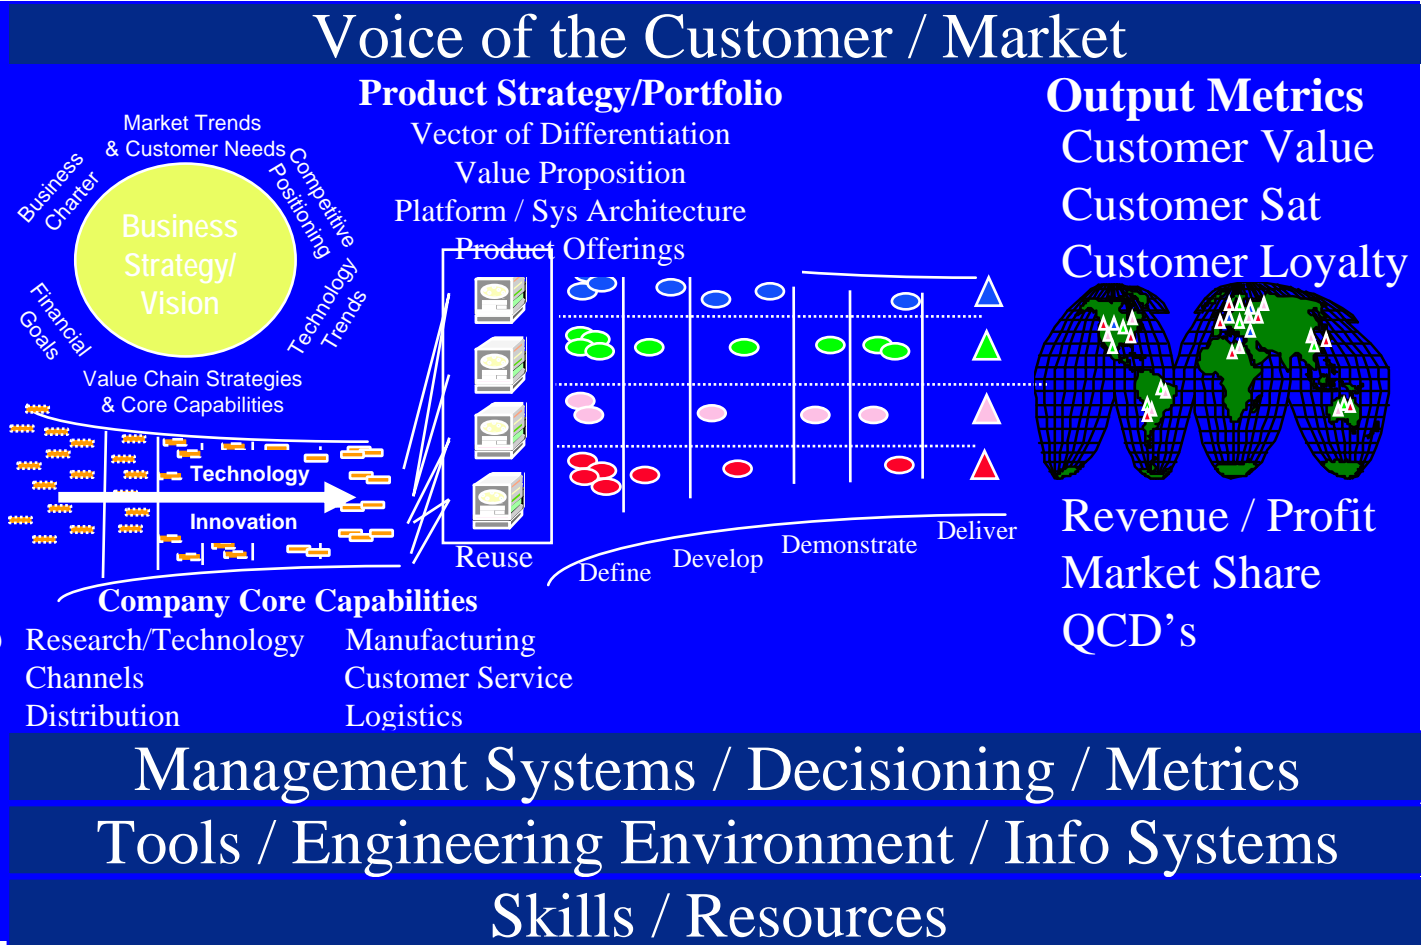 Voice of the Customer / Market
Market Trends
& Customer Needs
Business
Charter
Competitive
Positioning
Business
Strategy/
Vision
Financial
Goals
Technology
Trends
Value Chain Strategies
& Core Capabilities
Product Strategy/Portfolio
Vector of Differentiation
Value Proposition
Platform / Sys Architecture
Product Offerings
Output Metrics
Customer Value
Customer Sat
Customer Loyalty
Technology
Innovation
Reuse
Define
Develop
Demonstrate
Deliver
Revenue / Profit
Market Share
QCD’s
Company Core Capabilities
Research/Technology
Channels
Distribution
Manufacturing
Customer Service
Logistics
Management Systems / Decisioning / Metrics
Tools / Engineering Environment / Info Systems
Skills / Resources